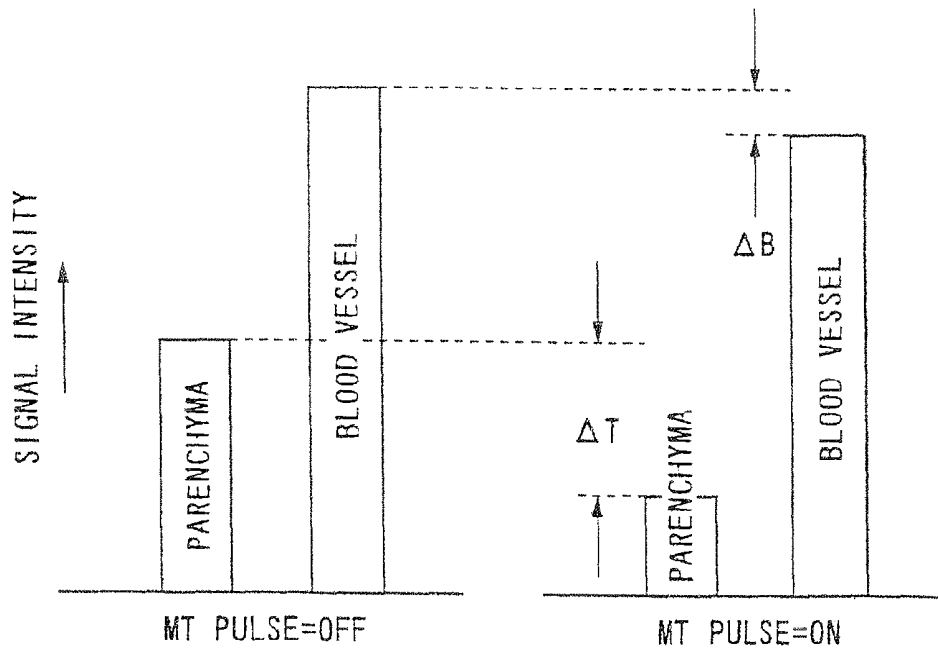 SIGNAL INTENSITY
PARENCHYMA
BLOOD VESSEL
MT PULSE=OFF
ΔT
PARENCHYMA
ΔB
BLOOD VESSEL
MT PULSE=ON